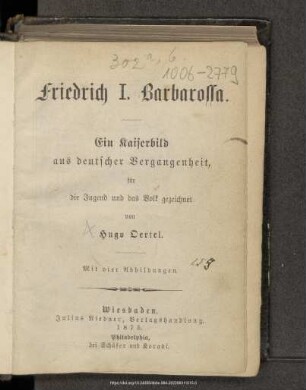 302 a, 6.
1006-2779
Friedrich I. Barbarossa.
Ein Kaiserbild
aus deutscher Vergangenheit,
für
die Jugend und das Volk gezeichnet
von
Hugo Oertel.
Mit vier Abbildungen.
Wiesbaden.
Julius Niedner, Verlagshandlung.
Philadelphia,
bei Schäfer und Koradi.